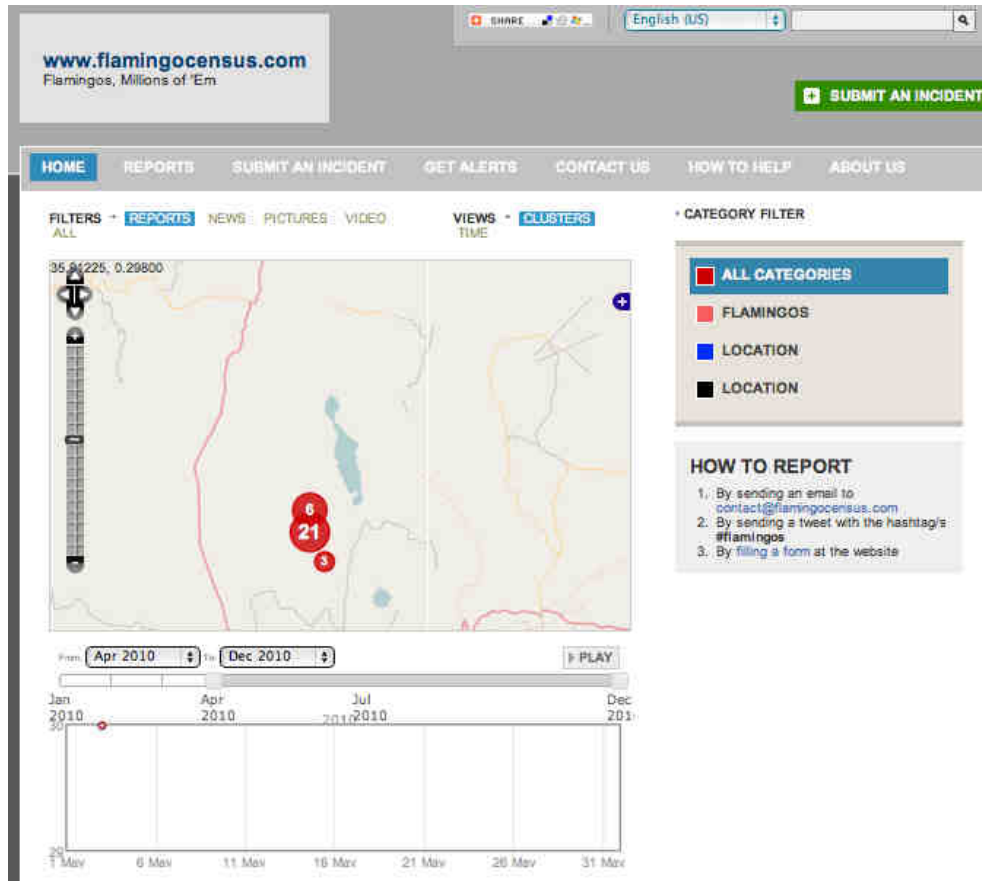 SHARE
English (US)
www.flamingocensus.com
Flamingos, Millions of 'Em
SUBMIT AN INCIDENT
HOME REPORTS SUBMIT AN INCIDENT GET ALERTS CONTACT US HOW TO HELP ABOUT US
FILTERS REPORTS NEWS PICTURES VIDEO
ALL
VIEWS CLUSTERS
TIME
CATEGORY FILTER
0.29800
6
21
3
ALL CATEGORIES
FLAMINGOS
LOCATION
LOCATION
HOW TO REPORT
1. By sending an email to
contact@flamingocensus.com
2. By sending a tweet with the hashtag/s
#flamingos
3. By filling a form at the website
From: Apr 2010 To: Dec 2010 PLAY
Jan Apr Jul Dec
2010 2010 2010 2010 201
30
29
1 May 6 May 11 May 16 May 21 May 26 May 31 May